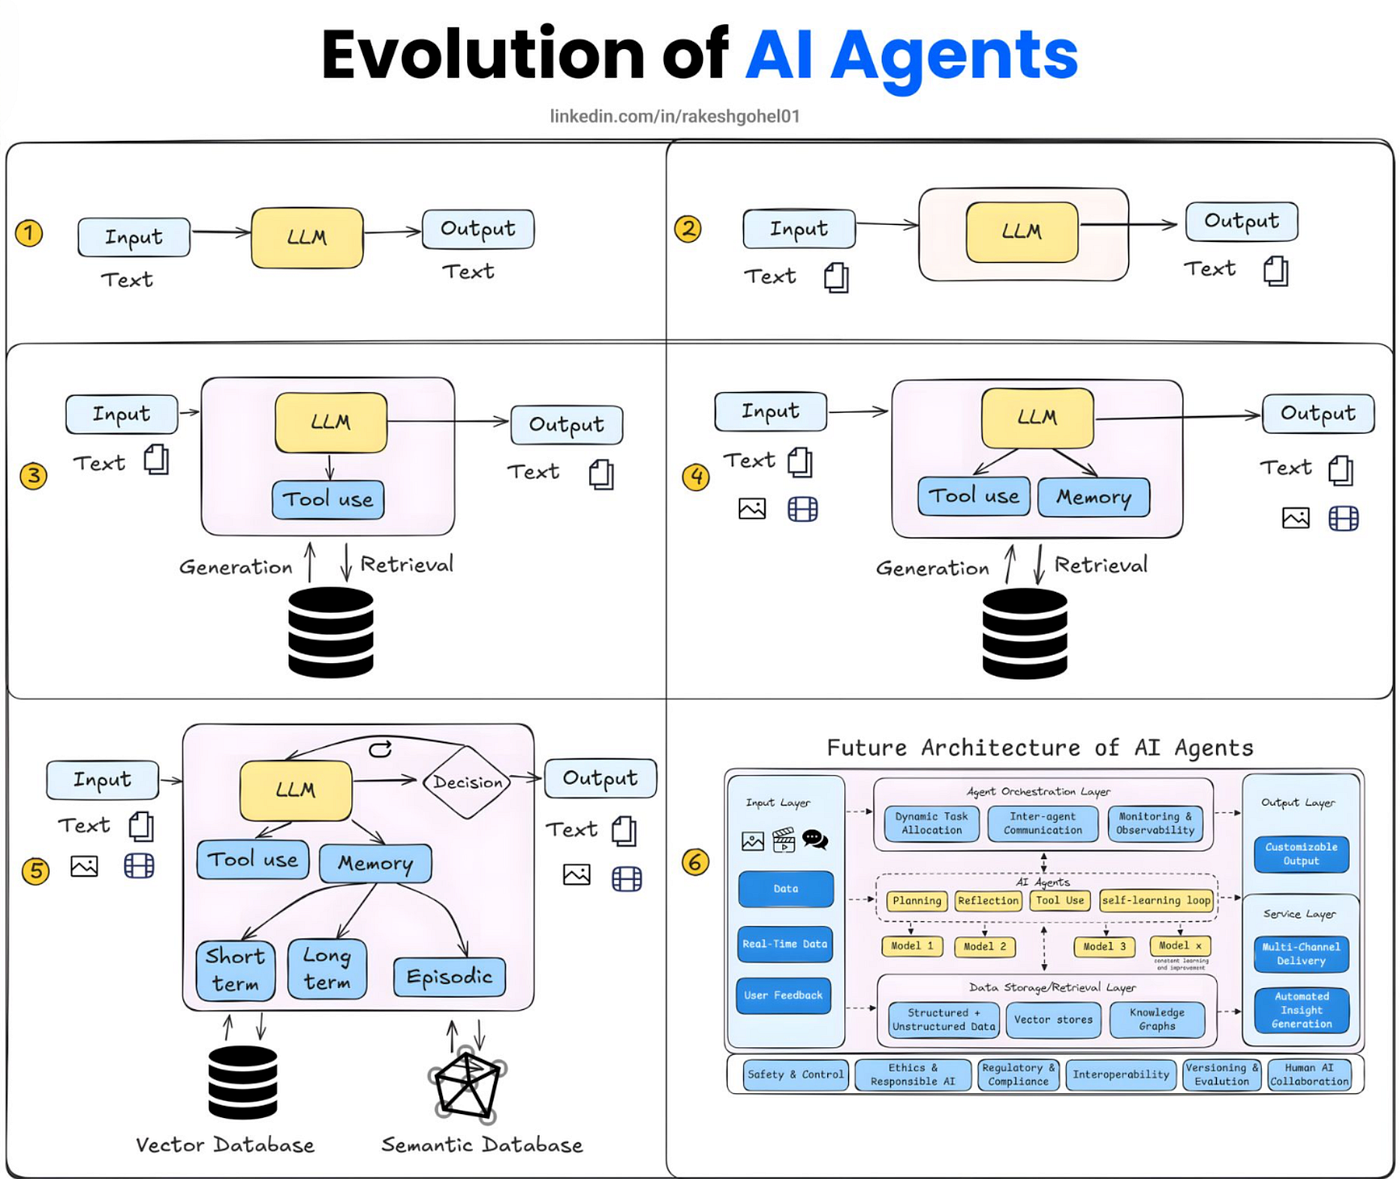 Evolution of AI Agents
linkedin.com/in/rakeshgohel01
1
Input
LLM
Output
Text
Text
2
Input
LLM
Output
Text
Text
3
Input
LLM
Output
Text
Text
Tool use
Generation
Retrieval
4
Input
LLM
Output
Text
Text
Tool use
Memory
Generation
Retrieval
5
Input
LLM
Decision
Output
Text
Text
Tool use
Memory
Short
term
Long
term
Episodic
Vector Database
Semantic Database
6
Future Architecture of AI Agents
Input Layer
Data
Real-Time Data
User Feedback
Agent Orchestration Layer
Dynamic Task
Allocation
Inter-agent
Communication
Monitoring &
Observability
AI Agents
Planning
Reflection
Tool Use
self-learning loop
Model 1
Model 2
Model 3
Model x
constant learning
and improvement
Data Storage/Retrieval Layer
Structured +
Unstructured Data
Vector stores
Knowledge
Graphs
Output Layer
Customizable
Output
Service Layer
Multi-Channel
Delivery
Automated
Insight
Generation
Safety & Control
Ethics &
Responsible AI
Regulatory &
Compliance
Interoperability
Versioning &
Evalution
Human AI
Collaboration